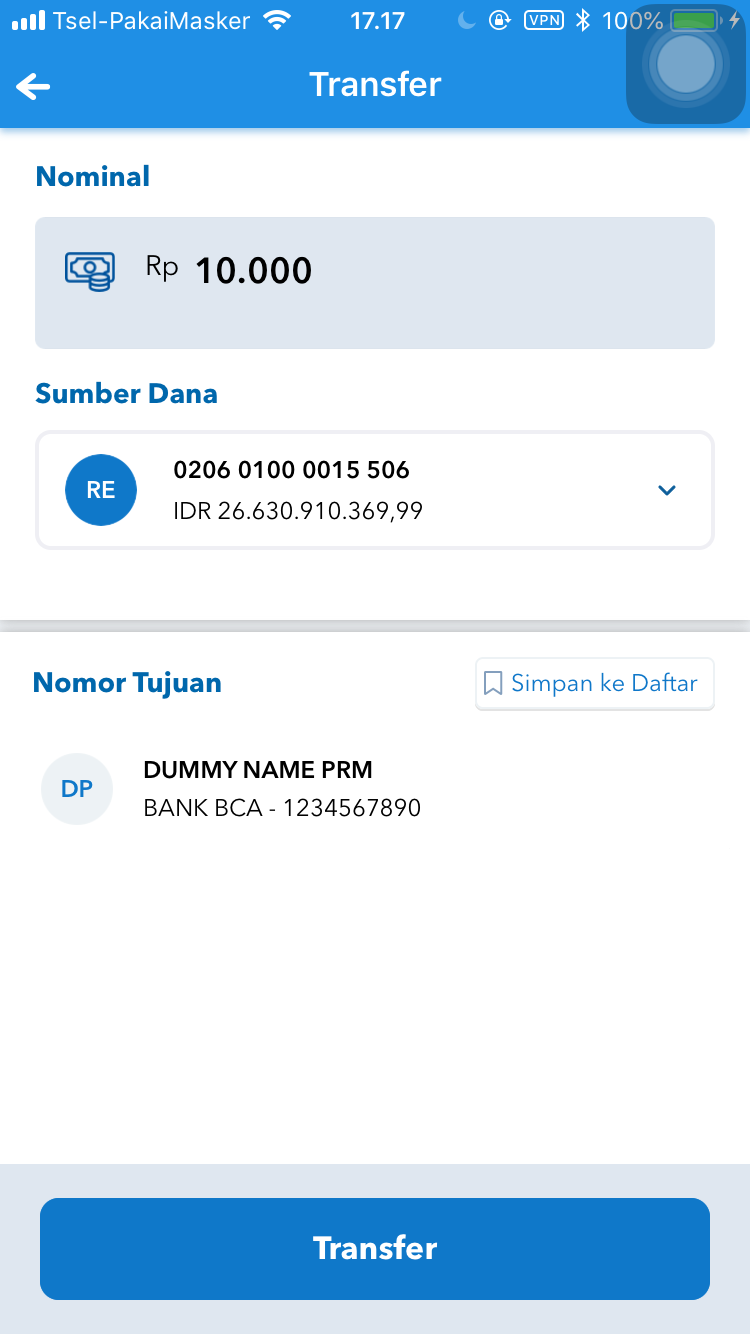 Tsel-PakaiMasker 17.17 VPN 100%
Transfer
Nominal
Rp 10.000
Sumber Dana
RE
0206 0100 0015 506
IDR 26.630.910.369,99
Nomor Tujuan
Simpan ke Daftar
DP
DUMMY NAME PRM
BANK BCA - 1234567890
Transfer